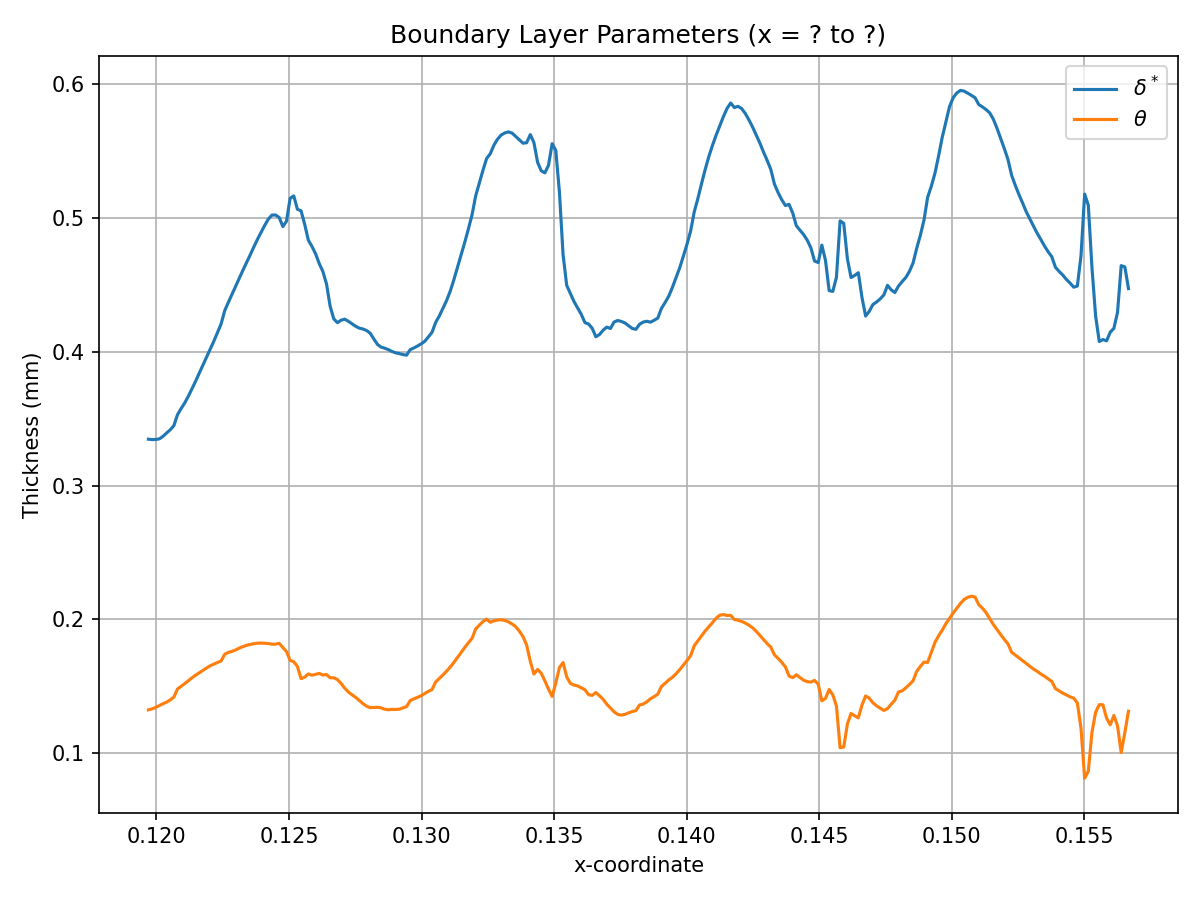 Boundary Layer Parameters (x = ? to ?)
δ*
θ
Thickness (mm)
0.6
0.5
0.4
0.3
0.2
0.1
0.120 0.125 0.130 0.135 0.140 0.145 0.150 0.155
x-coordinate